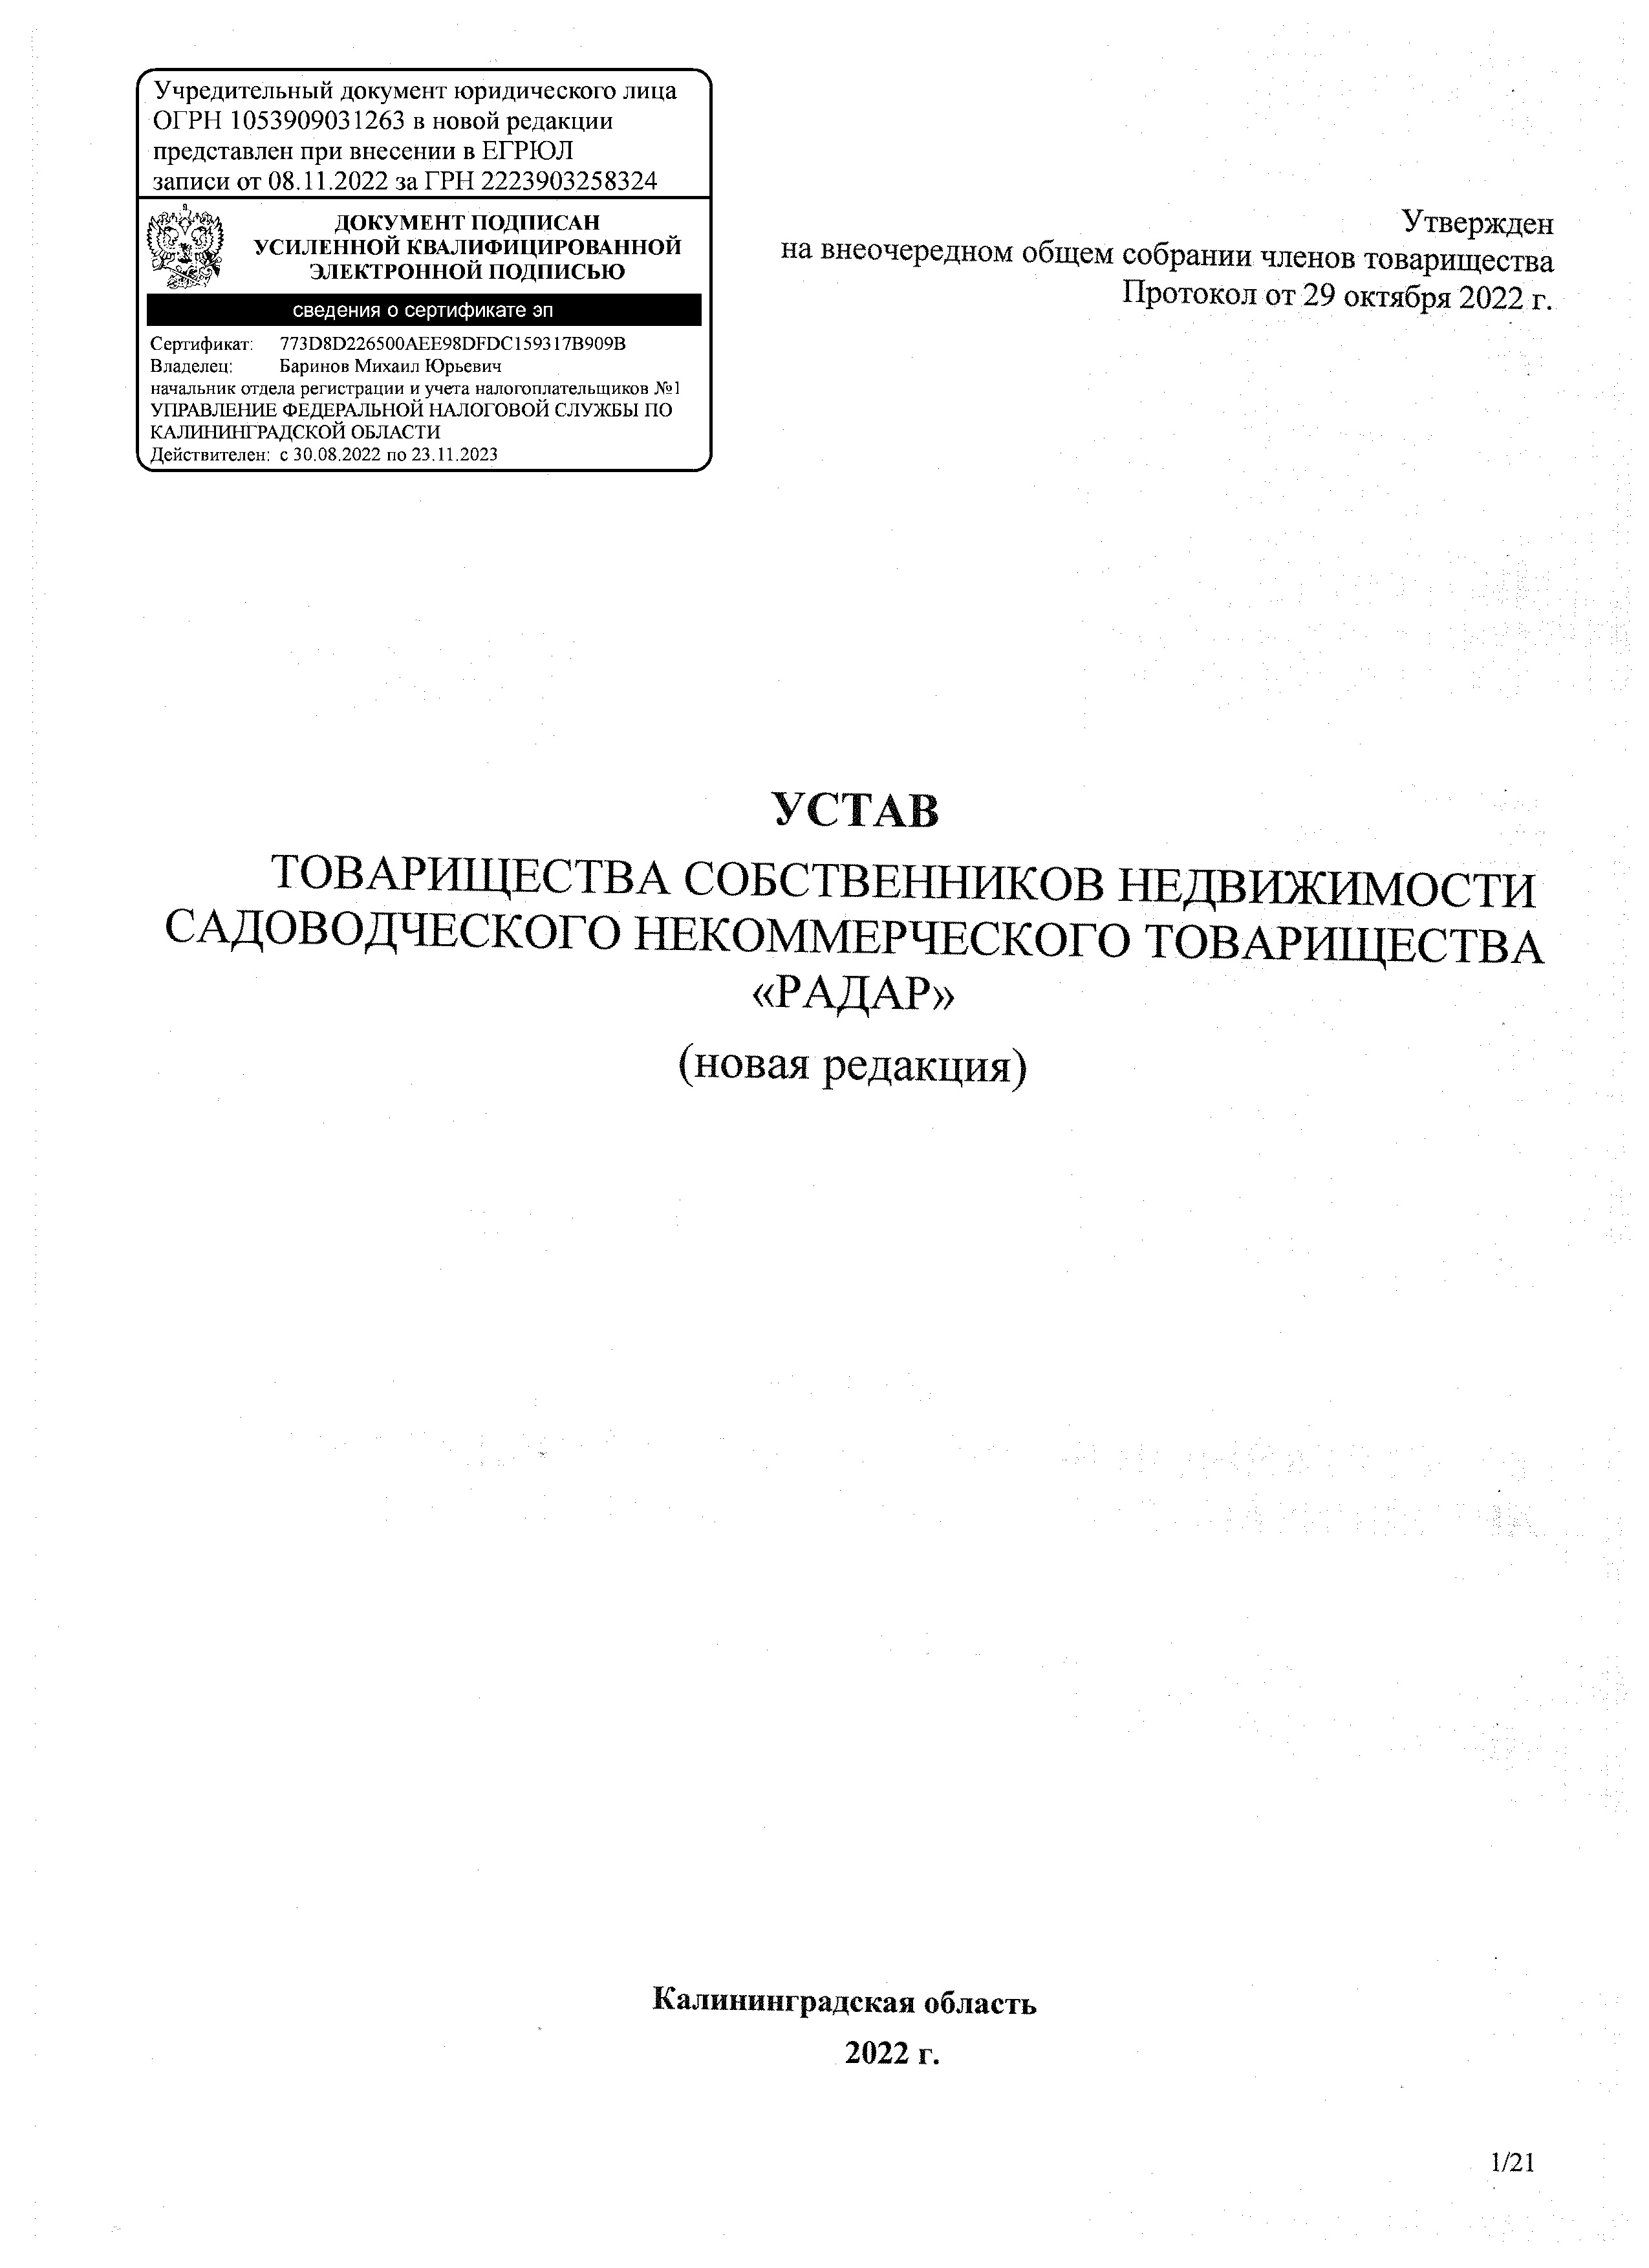 Учредительный документ юридического лица
ОГРН 1053909031263 в новой редакции
представлен при внесении в ЕГРЮЛ
записи от 08.11.2022 за ГРН 2223903258324
ДОКУМЕНТ ПОДПИСАН
УСИЛЕННОЙ КВАЛИФИЦИРОВАННОЙ
ЭЛЕКТРОННОЙ ПОДПИСЬЮ
сведения о сертификате эп
Сертификат: 773D8D226500AEE98DFDC159317B909B
Владелец: Баринов Михаил Юрьевич
начальник отдела регистрации и учета налогоплательщиков №1
УПРАВЛЕНИЕ ФЕДЕРАЛЬНОЙ НАЛОГОВОЙ СЛУЖБЫ ПО
КАЛИНИНГРАДСКОЙ ОБЛАСТИ
Действителен: с 30.08.2022 по 23.11.2023
Утвержден
на внеочередном общем собрании членов товарищества
Протокол от 29 октября 2022 г.
УСТАВ
ТОВАРИЩЕСТВА СОБСТВЕННИКОВ НЕДВИЖИМОСТИ
САДОВОДЧЕСКОГО НЕКОММЕРЧЕСКОГО ТОВАРИЩЕСТВА
«РАДАР»
(новая редакция)
Калининградская область
2022 г.
1/21